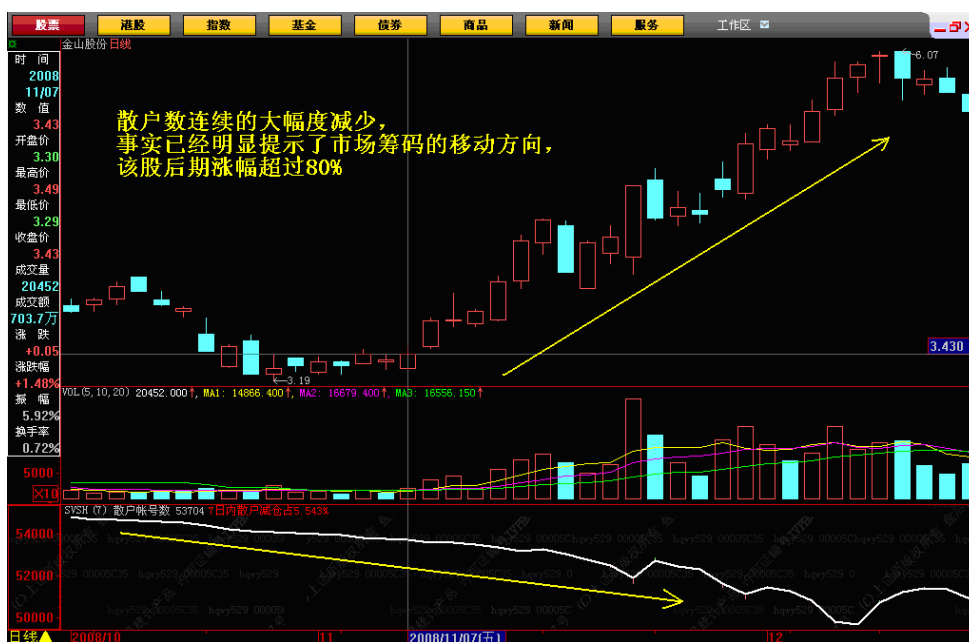 股票 港股 指数 基金 债券 商品 新闻 服务 工作区
金山股份 日线
6.07
散户数连续的大幅度减少，
事实已经明显提示了市场筹码的移动方向，
该股后期涨幅超过80%
时 间
2008
11/07
数 值
3.43
开盘价
3.30
最高价
3.49
最低价
3.29
收盘价
3.43
成交量
20452
成交额
703.7万
涨 跌
+0.05
涨跌幅
+1.48%
振 幅
5.92%
换手率
0.72%
3.430
3.19
VOL(5,10,20) 20452.000↑, MA1: 14866.400↑, MA2: 16679.400↑, MA3: 16556.150↑
5000
X10
SVSH (7) 散户帐号数 53704 7日内散户减仓占5.543%
54000
52000
50000
日线 2008/10 11 2008/11/07(五) 12